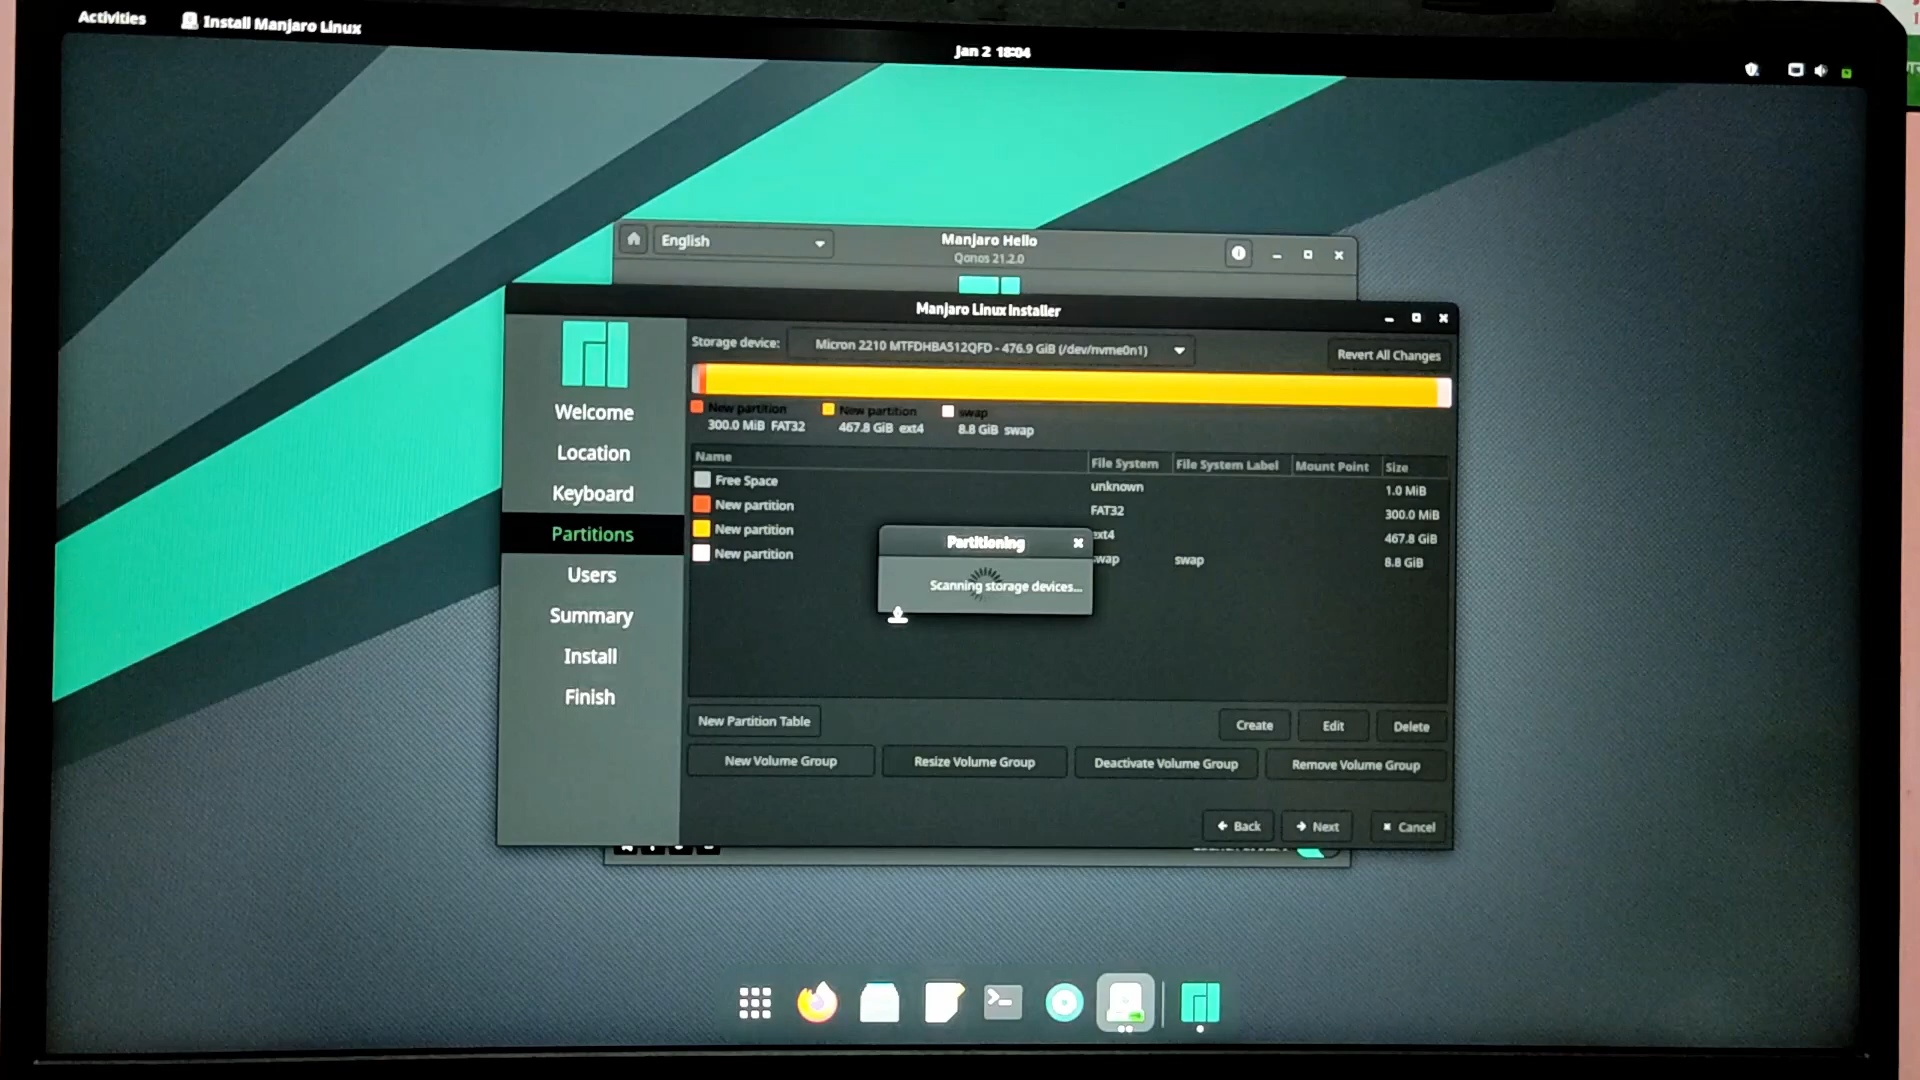 Activities
Install Manjaro Linux
Jan 2 18:04
English
Manjaro Hello
Qonos 21.2.0
Manjaro Linux Installer
Storage device:
Micron 2210 MTFDHBA512QFD - 476.9 GiB (/dev/nvme0n1)
Revert All Changes
New partition
300.0 MiB FAT32
New partition
467.8 GiB ext4
swap
8.8 GiB swap
Welcome
Location
Keyboard
Partitions
Users
Summary
Install
Finish
Name File System File System Label Mount Point Size
Free Space unknown 1.0 MiB
New partition FAT32 300.0 MiB
New partition ext4 467.8 GiB
New partition swap swap 8.8 GiB
Partitioning
Scanning storage devices...
New Partition Table
Create
Edit
Delete
New Volume Group
Resize Volume Group
Deactivate Volume Group
Remove Volume Group
Back
Next
Cancel